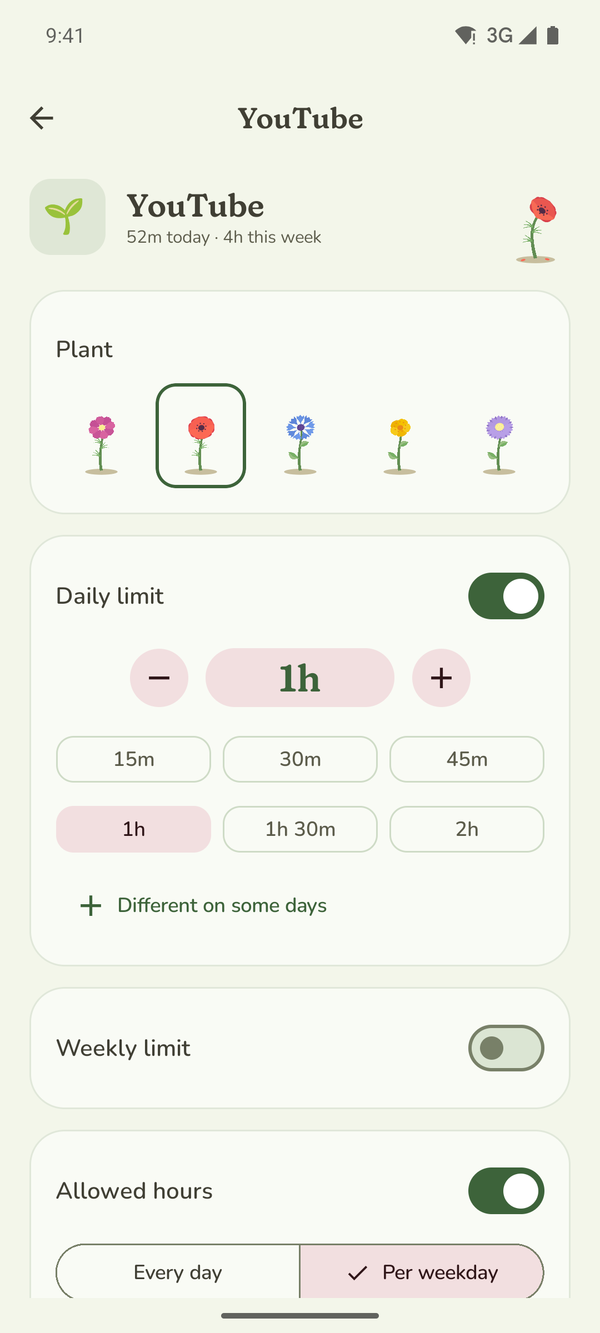 9:41
3G
YouTube
YouTube
52m today · 4h this week
Plant
Daily limit
1h
15m
30m
45m
1h
1h 30m
2h
Different on some days
Weekly limit
Allowed hours
Every day
Per weekday